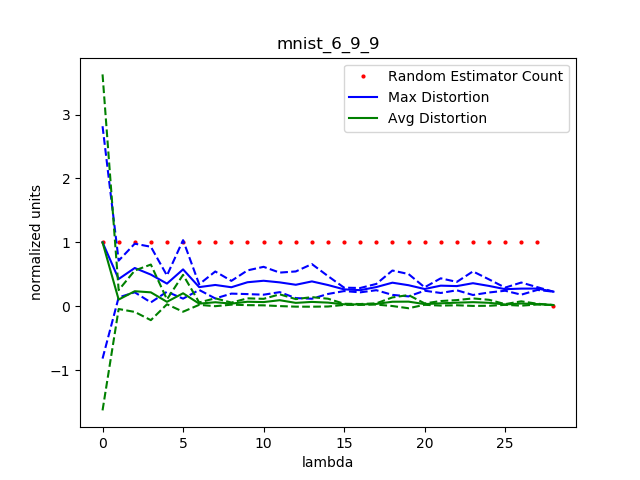 mnist_6_9_9
Random Estimator Count
Max Distortion
Avg Distortion
normalized units
3
2
1
0
−1
0
5
10
15
20
25
lambda